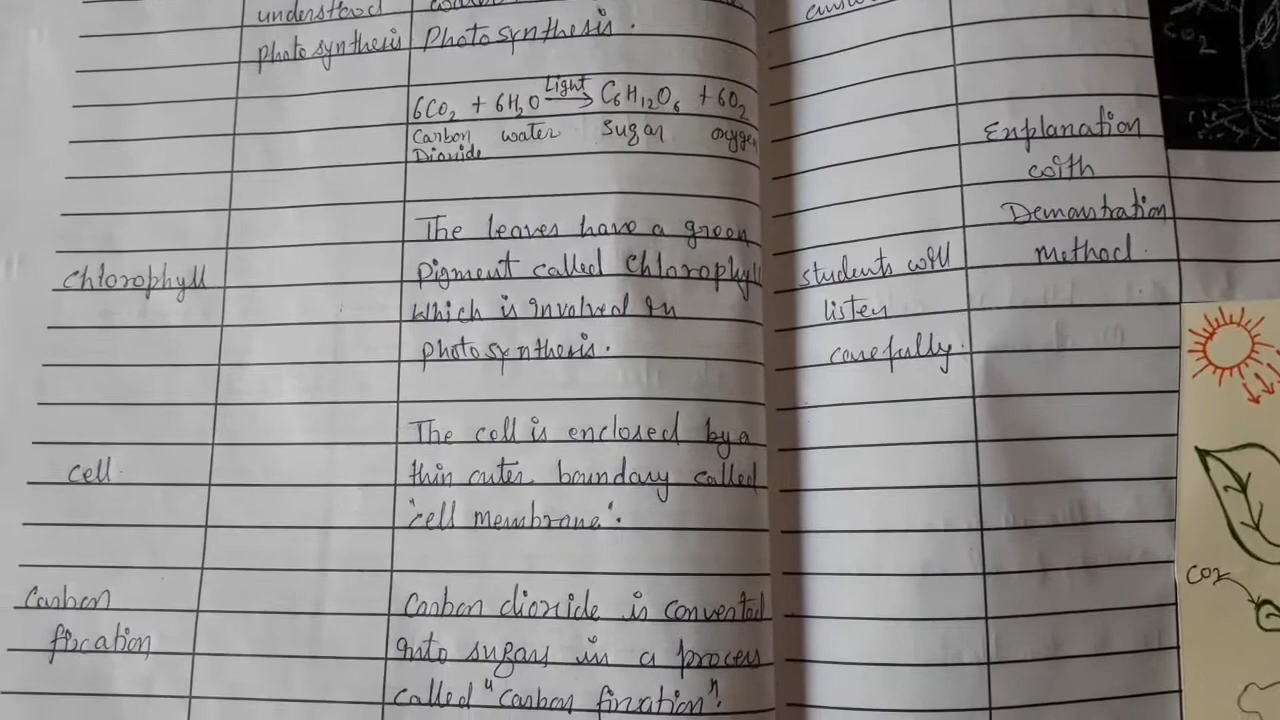 understood
Photosynthesis Photosynthesis.
6CO2 + 6H2O Light → C6H12O6 + 6O2
Carbon water Sugar oxygen
Dioxide
The leaves have a green
chlorophyll Pigment called Chlorophyll
which is involved in
photosynthesis.
The cell is enclosed by a
cell thin outer boundary called
"cell membrane".
Carbon Carbon dioxide is converted
fixation into sugars in a process
called "carbon fixation".
students will
listen
carefully.
Explanation
with
Demonstration
method.
CO2
CO2